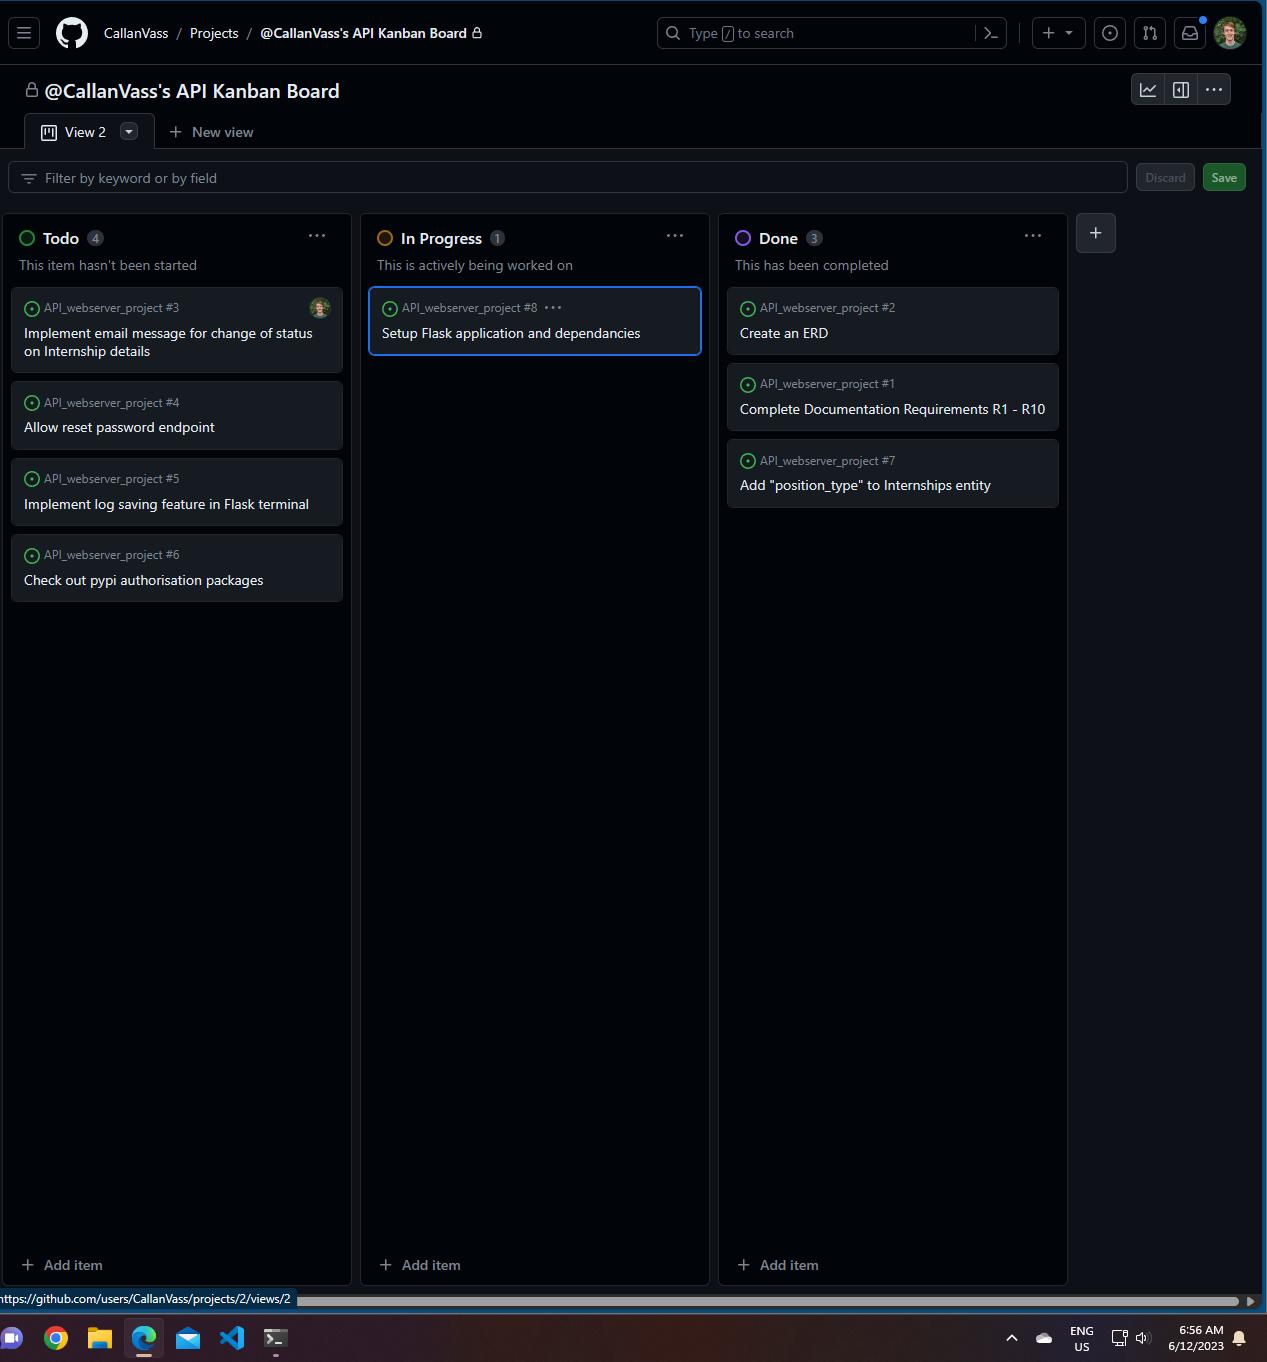 CallanVass / Projects / @CallanVass's API Kanban Board
Type / to search
@CallanVass's API Kanban Board
View 2
New view
Filter by keyword or by field
Discard
Save
Todo 4
This item hasn't been started
API_webserver_project #3
Implement email message for change of status
on Internship details
API_webserver_project #4
Allow reset password endpoint
API_webserver_project #5
Implement log saving feature in Flask terminal
API_webserver_project #6
Check out pypi authorisation packages
Add item
In Progress 1
This is actively being worked on
API_webserver_project #8
Setup Flask application and dependancies
Add item
Done 3
This has been completed
API_webserver_project #2
Create an ERD
API_webserver_project #1
Complete Documentation Requirements R1 - R10
API_webserver_project #7
Add "position_type" to Internships entity
Add item
https://github.com/users/CallanVass/projects/2/views/2
ENG
US
6:56 AM
6/12/2023